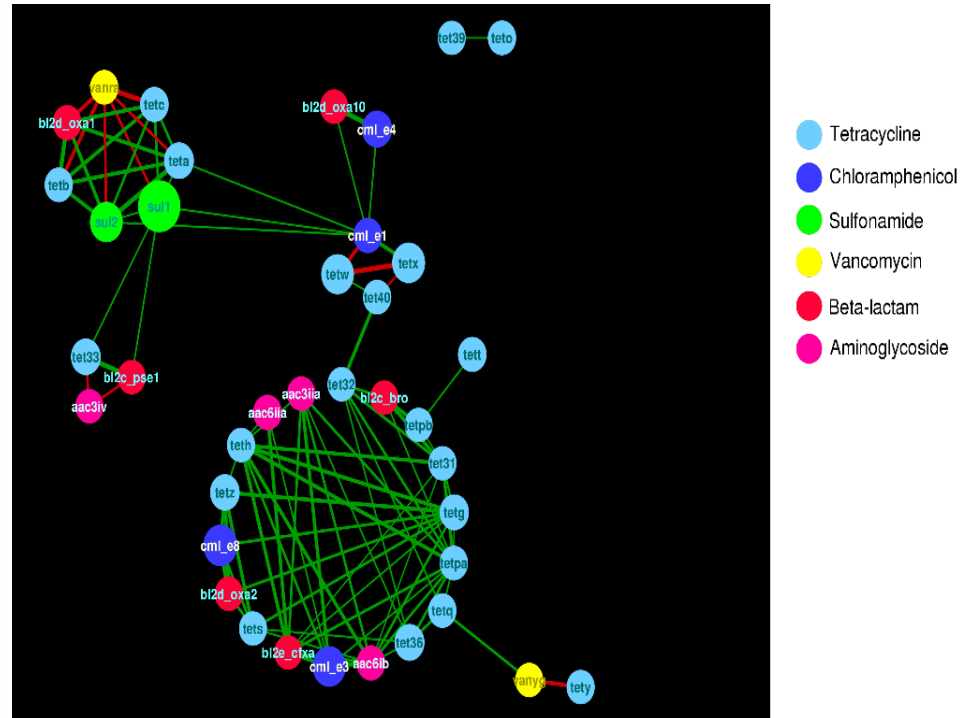 tet39 teto
vanra
bl2d_oxa10
tetc
bl2d_oxa1
cml_e4
Tetracycline
teta
Chloramphenicol
tetb
sul1
sul2
Sulfonamide
cml_e1
tetx
Vancomycin
tetw
tet40
Beta-lactam
tet33
tett
Aminoglycoside
bl2c_pse1
tet32
aac3iia
bl2c_bro
aac3iv
aac6iia
tetpb
teth
tet31
tetz
tetg
cml_e8
tetpa
bl2d_oxa2
tetq
tets
tet36
bl2e_cfxa
cml_e3
aac6ib
vanyg
tety